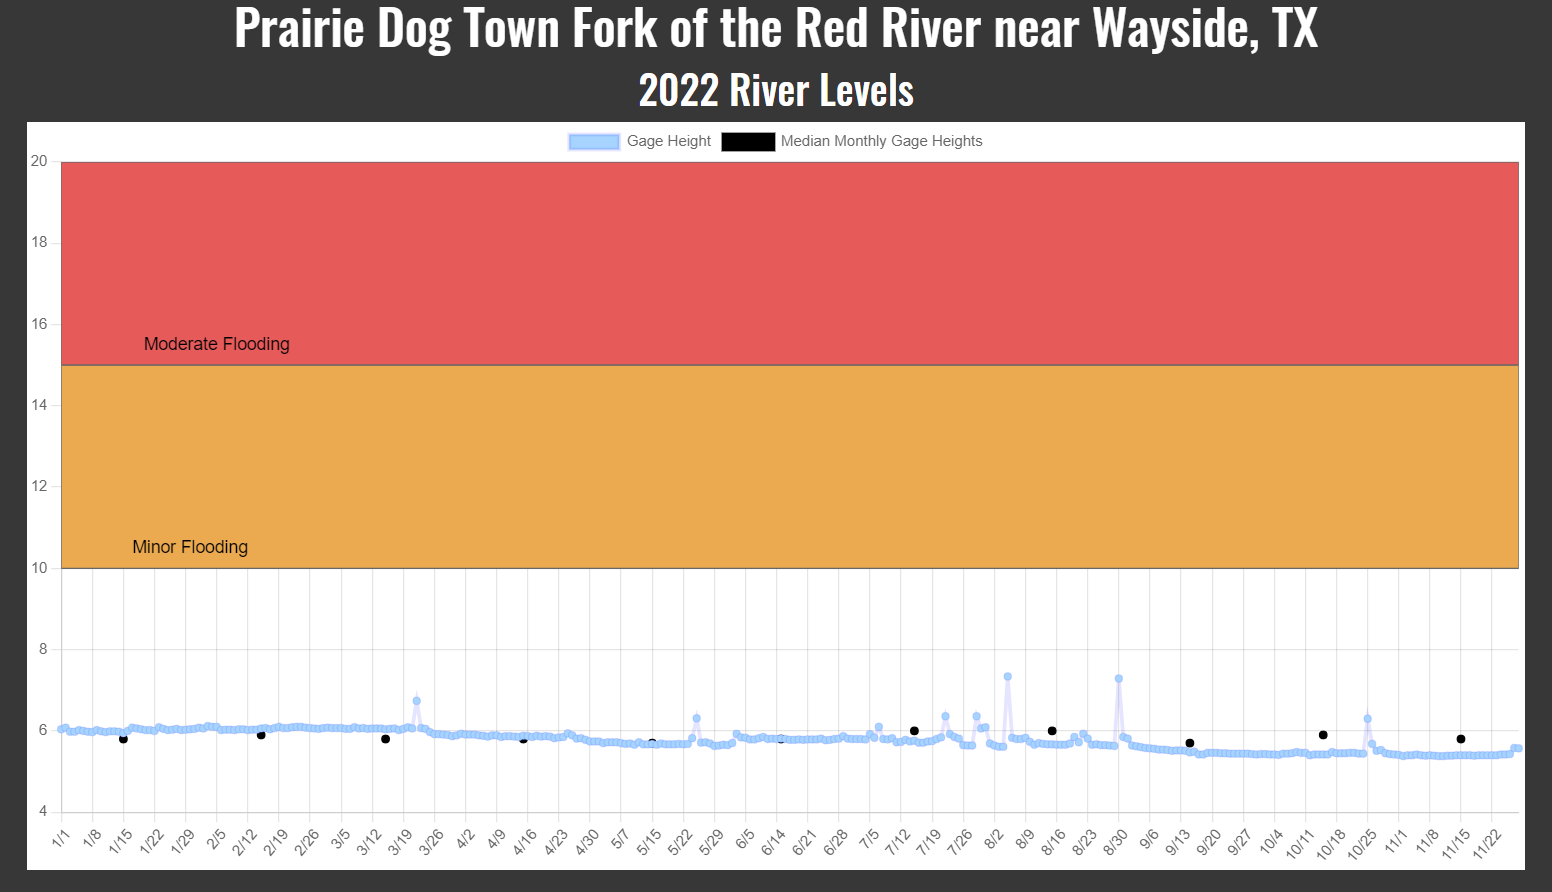 Prairie Dog Town Fork of the Red River near Wayside, TX
2022 River Levels
Gage Height Median Monthly Gage Heights
20
18
16
Moderate Flooding
14
12
Minor Flooding
10
8
6
4
1/1 1/8 1/15 1/22 1/29 2/5 2/12 2/19 2/26 3/5 3/12 3/19 3/26 4/2 4/9 4/16 4/23 4/30 5/7 5/15 5/22 5/29 6/5 6/14 6/21 6/28 7/5 7/12 7/19 7/26 8/2 8/9 8/16 8/23 8/30 9/6 9/13 9/20 9/27 10/4 10/11 10/18 10/25 11/1 11/8 11/15 11/22